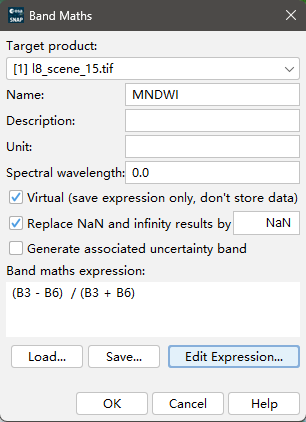 esa SNAP Band Maths
Target product:
[1] l8_scene_15.tif
Name: MNDWI
Description:
Unit:
Spectral wavelength: 0.0
Virtual (save expression only, don't store data)
Replace NaN and infinity results by NaN
Generate associated uncertainty band
Band maths expression:
(B3 - B6) / (B3 + B6)
Load... Save... Edit Expression...
OK Cancel Help